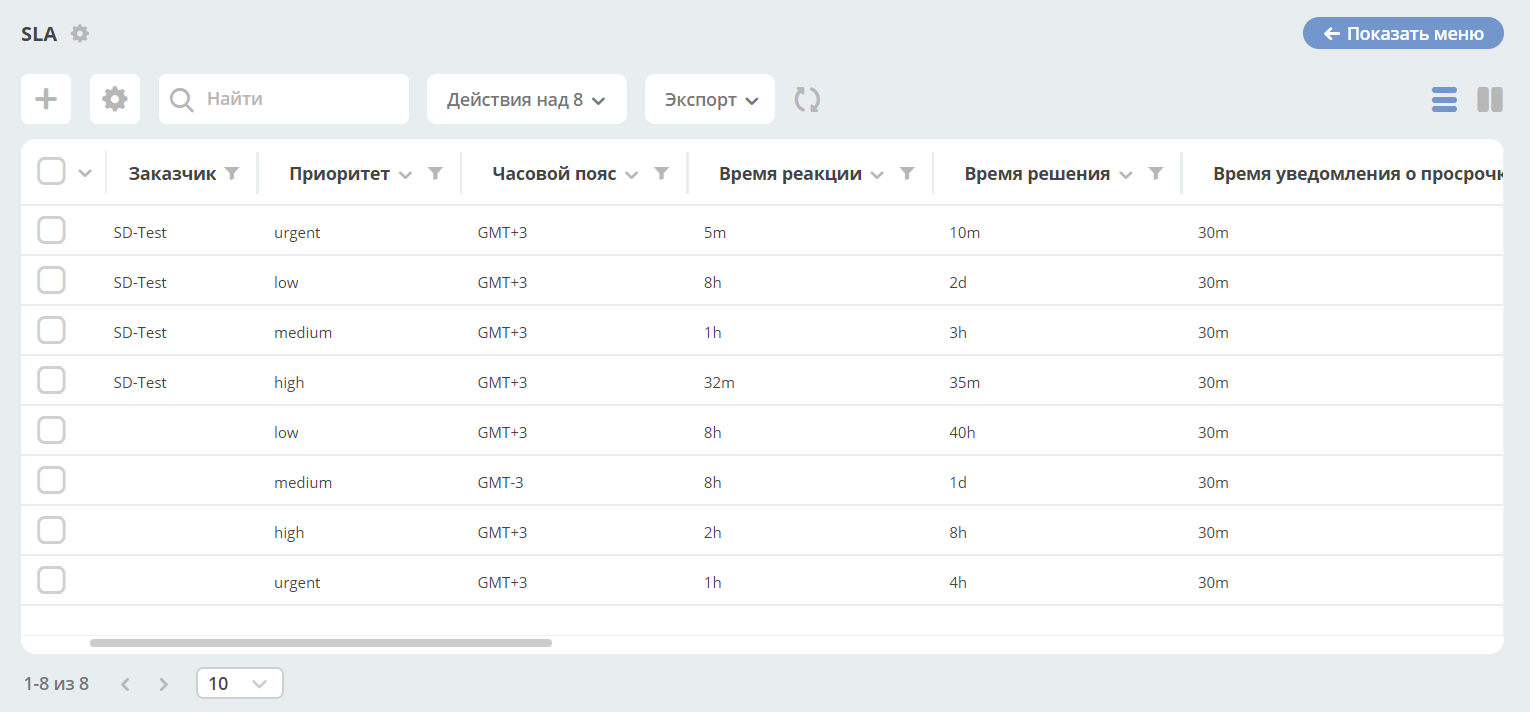 SLA
Показать меню
Найти
Действия над 8
Экспорт
Заказчик Приоритет Часовой пояс Время реакции Время решения Время уведомления о просроч
SD-Test urgent GMT+3 5m 10m 30m
SD-Test low GMT+3 8h 2d 30m
SD-Test medium GMT+3 1h 3h 30m
SD-Test high GMT+3 32m 35m 30m
low GMT+3 8h 40h 30m
medium GMT-3 8h 1d 30m
high GMT+3 2h 8h 30m
urgent GMT+3 1h 4h 30m
1-8 из 8
10